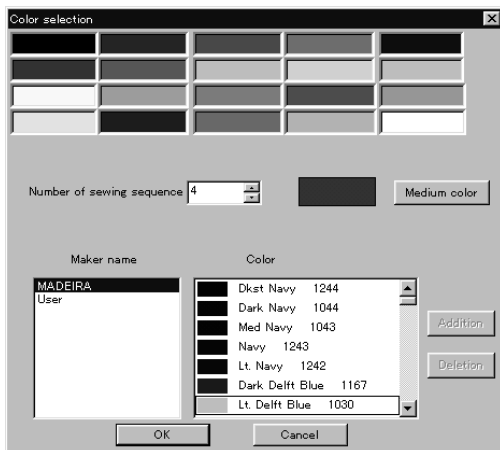 Color selection
Number of sewing sequence 4 Medium color
Maker name Color
MADEIRA
User
Dkst Navy 1244
Dark Navy 1044
Med Navy 1043
Navy 1243
Lt. Navy 1242
Dark Delft Blue 1167
Lt. Delft Blue 1030
Addition
Deletion
OK Cancel